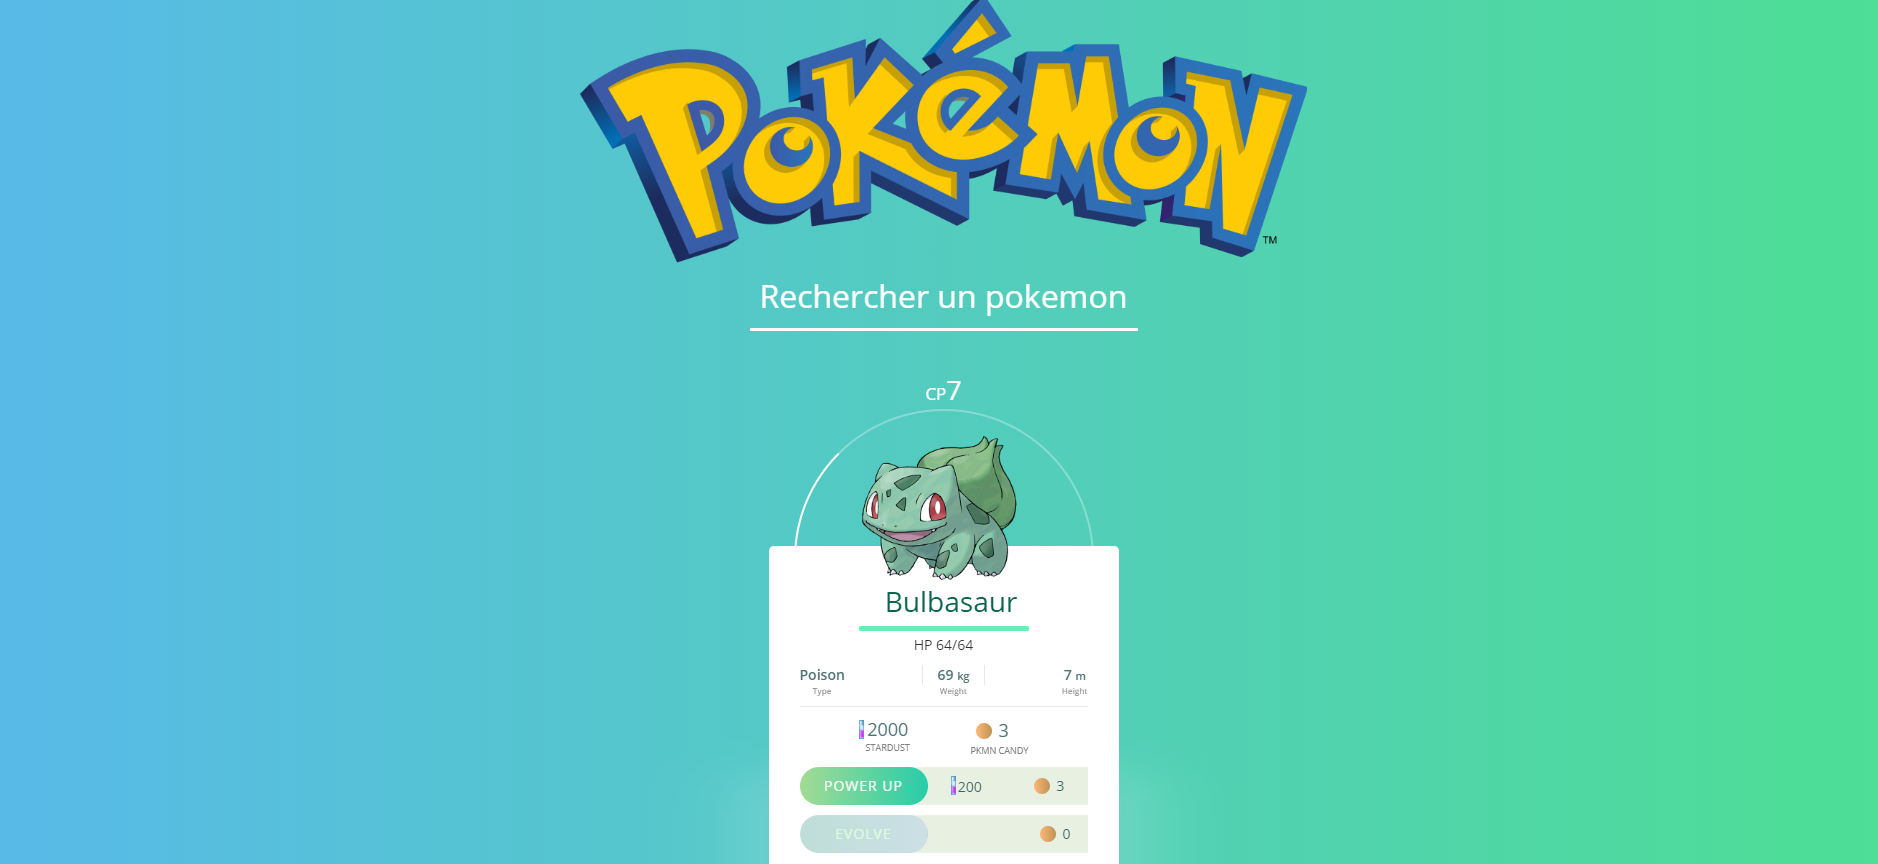 POKéMON
TM
Rechercher un pokemon
CP7
Bulbasaur
HP 64/64
Poison 69 kg 7 m
Type Weight Height
2000 3
STARDUST PKMN CANDY
POWER UP 200 3
EVOLVE 0